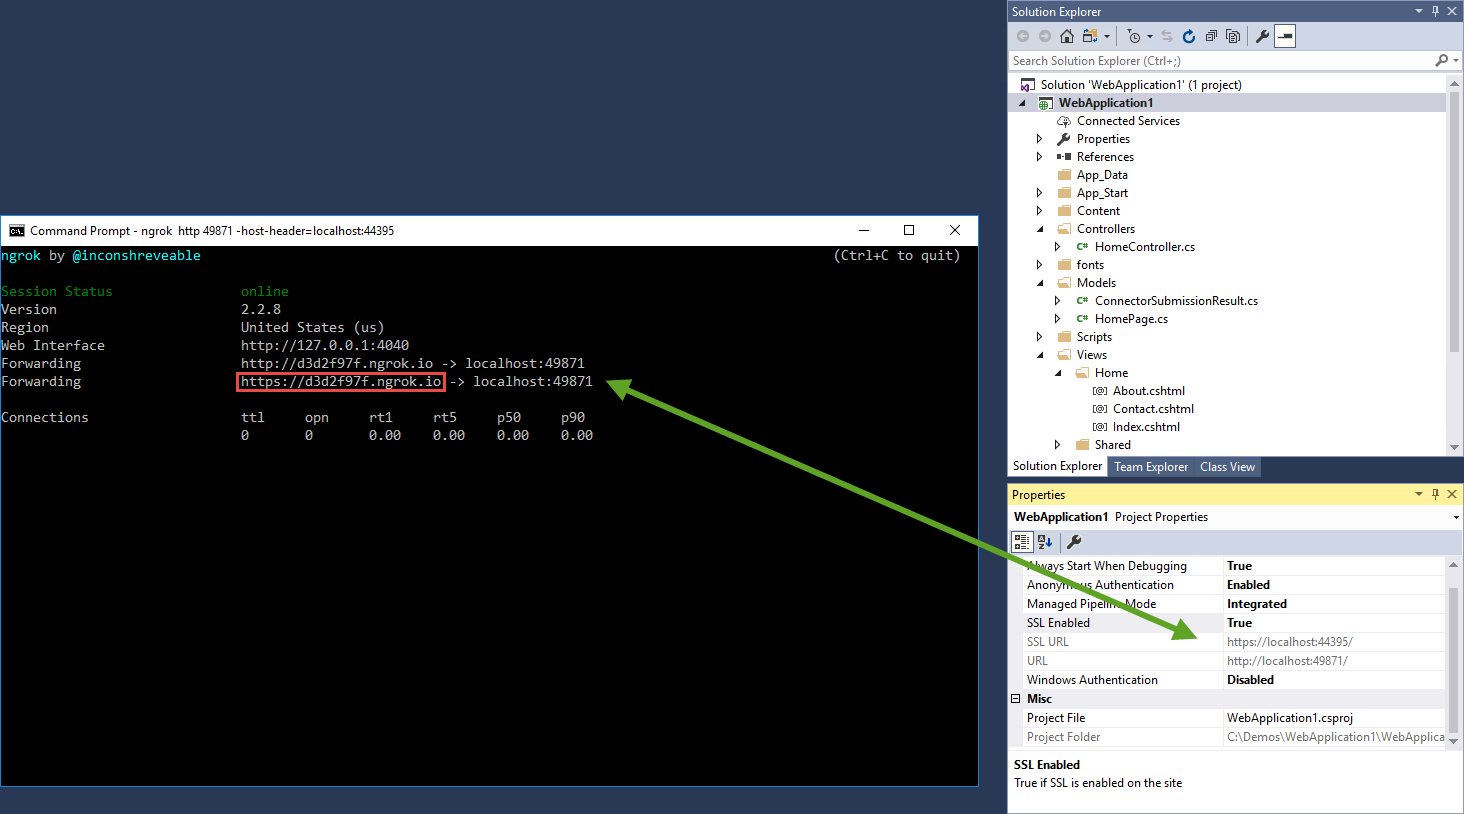 Command Prompt - ngrok  http 49871 -host-header=localhost:44395
ngrok by @inconshreveable (Ctrl+C to quit)
Session Status online
Version 2.2.8
Region United States (us)
Web Interface http://127.0.0.1:4040
Forwarding http://d3d2f97f.ngrok.io -> localhost:49871
Forwarding https://d3d2f97f.ngrok.io -> localhost:49871
Connections ttl opn rt1 rt5 p50 p90
0 0 0.00 0.00 0.00 0.00
Solution Explorer
Search Solution Explorer (Ctrl+;)
Solution 'WebApplication1' (1 project)
WebApplication1
Connected Services
Properties
References
App_Data
App_Start
Content
Controllers
C# HomeController.cs
fonts
Models
C# ConnectorSubmissionResult.cs
C# HomePage.cs
Scripts
Views
Home
[@] About.cshtml
[@] Contact.cshtml
[@] Index.cshtml
Shared
Solution Explorer Team Explorer Class View
Properties
WebApplication1 Project Properties
Always Start When Debugging True
Anonymous Authentication Enabled
Managed Pipeline Mode Integrated
SSL Enabled True
SSL URL https://localhost:44395/
URL http://localhost:49871/
Windows Authentication Disabled
Misc
Project File WebApplication1.csproj
Project Folder C:\Demos\WebApplication1\WebApplica
SSL Enabled
True if SSL is enabled on the site